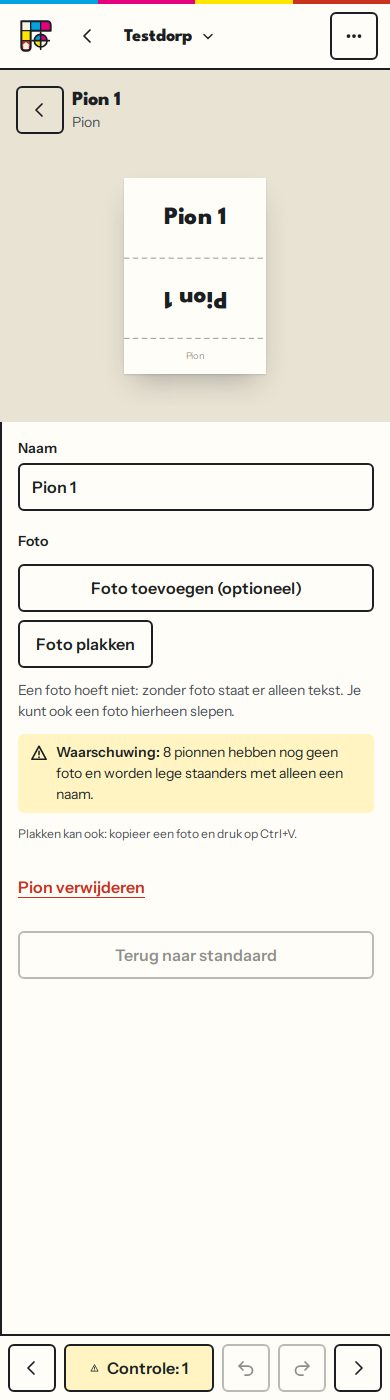 Testdorp
Pion 1
Pion
Pion 1
Pion 1
Pion
Naam
Pion 1
Foto
Foto toevoegen (optioneel)
Foto plakken
Een foto hoeft niet: zonder foto staat er alleen tekst. Je
kunt ook een foto hierheen slepen.
Waarschuwing: 8 pionnen hebben nog geen
foto en worden lege staanders met alleen een
naam.
Plakken kan ook: kopieer een foto en druk op Ctrl+V.
Pion verwijderen
Terug naar standaard
Controle: 1